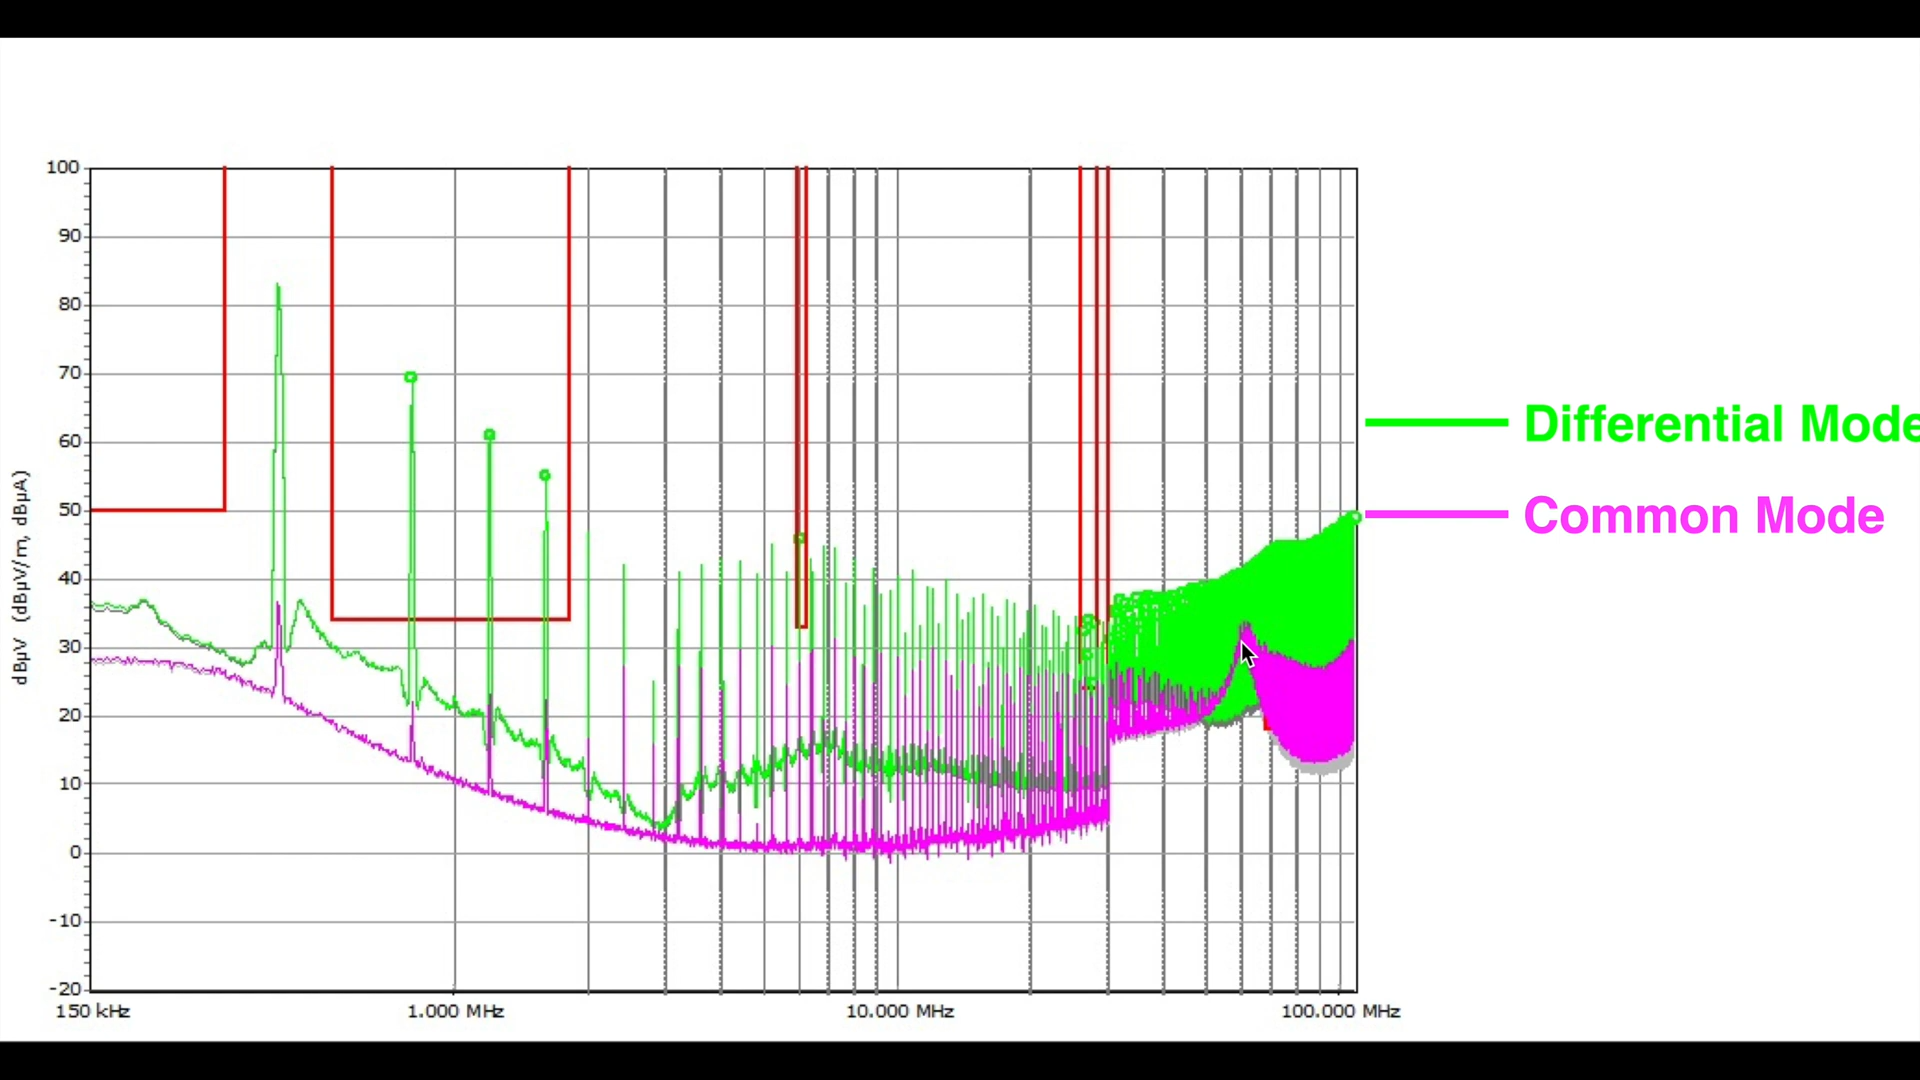 100
90
80
70
60
50
40
30
20
10
0
-10
-20
dBµV (dBµV/m, dBµA)
150 kHz
1.000 MHz
10.000 MHz
100.000 MHz
Differential Mode
Common Mode